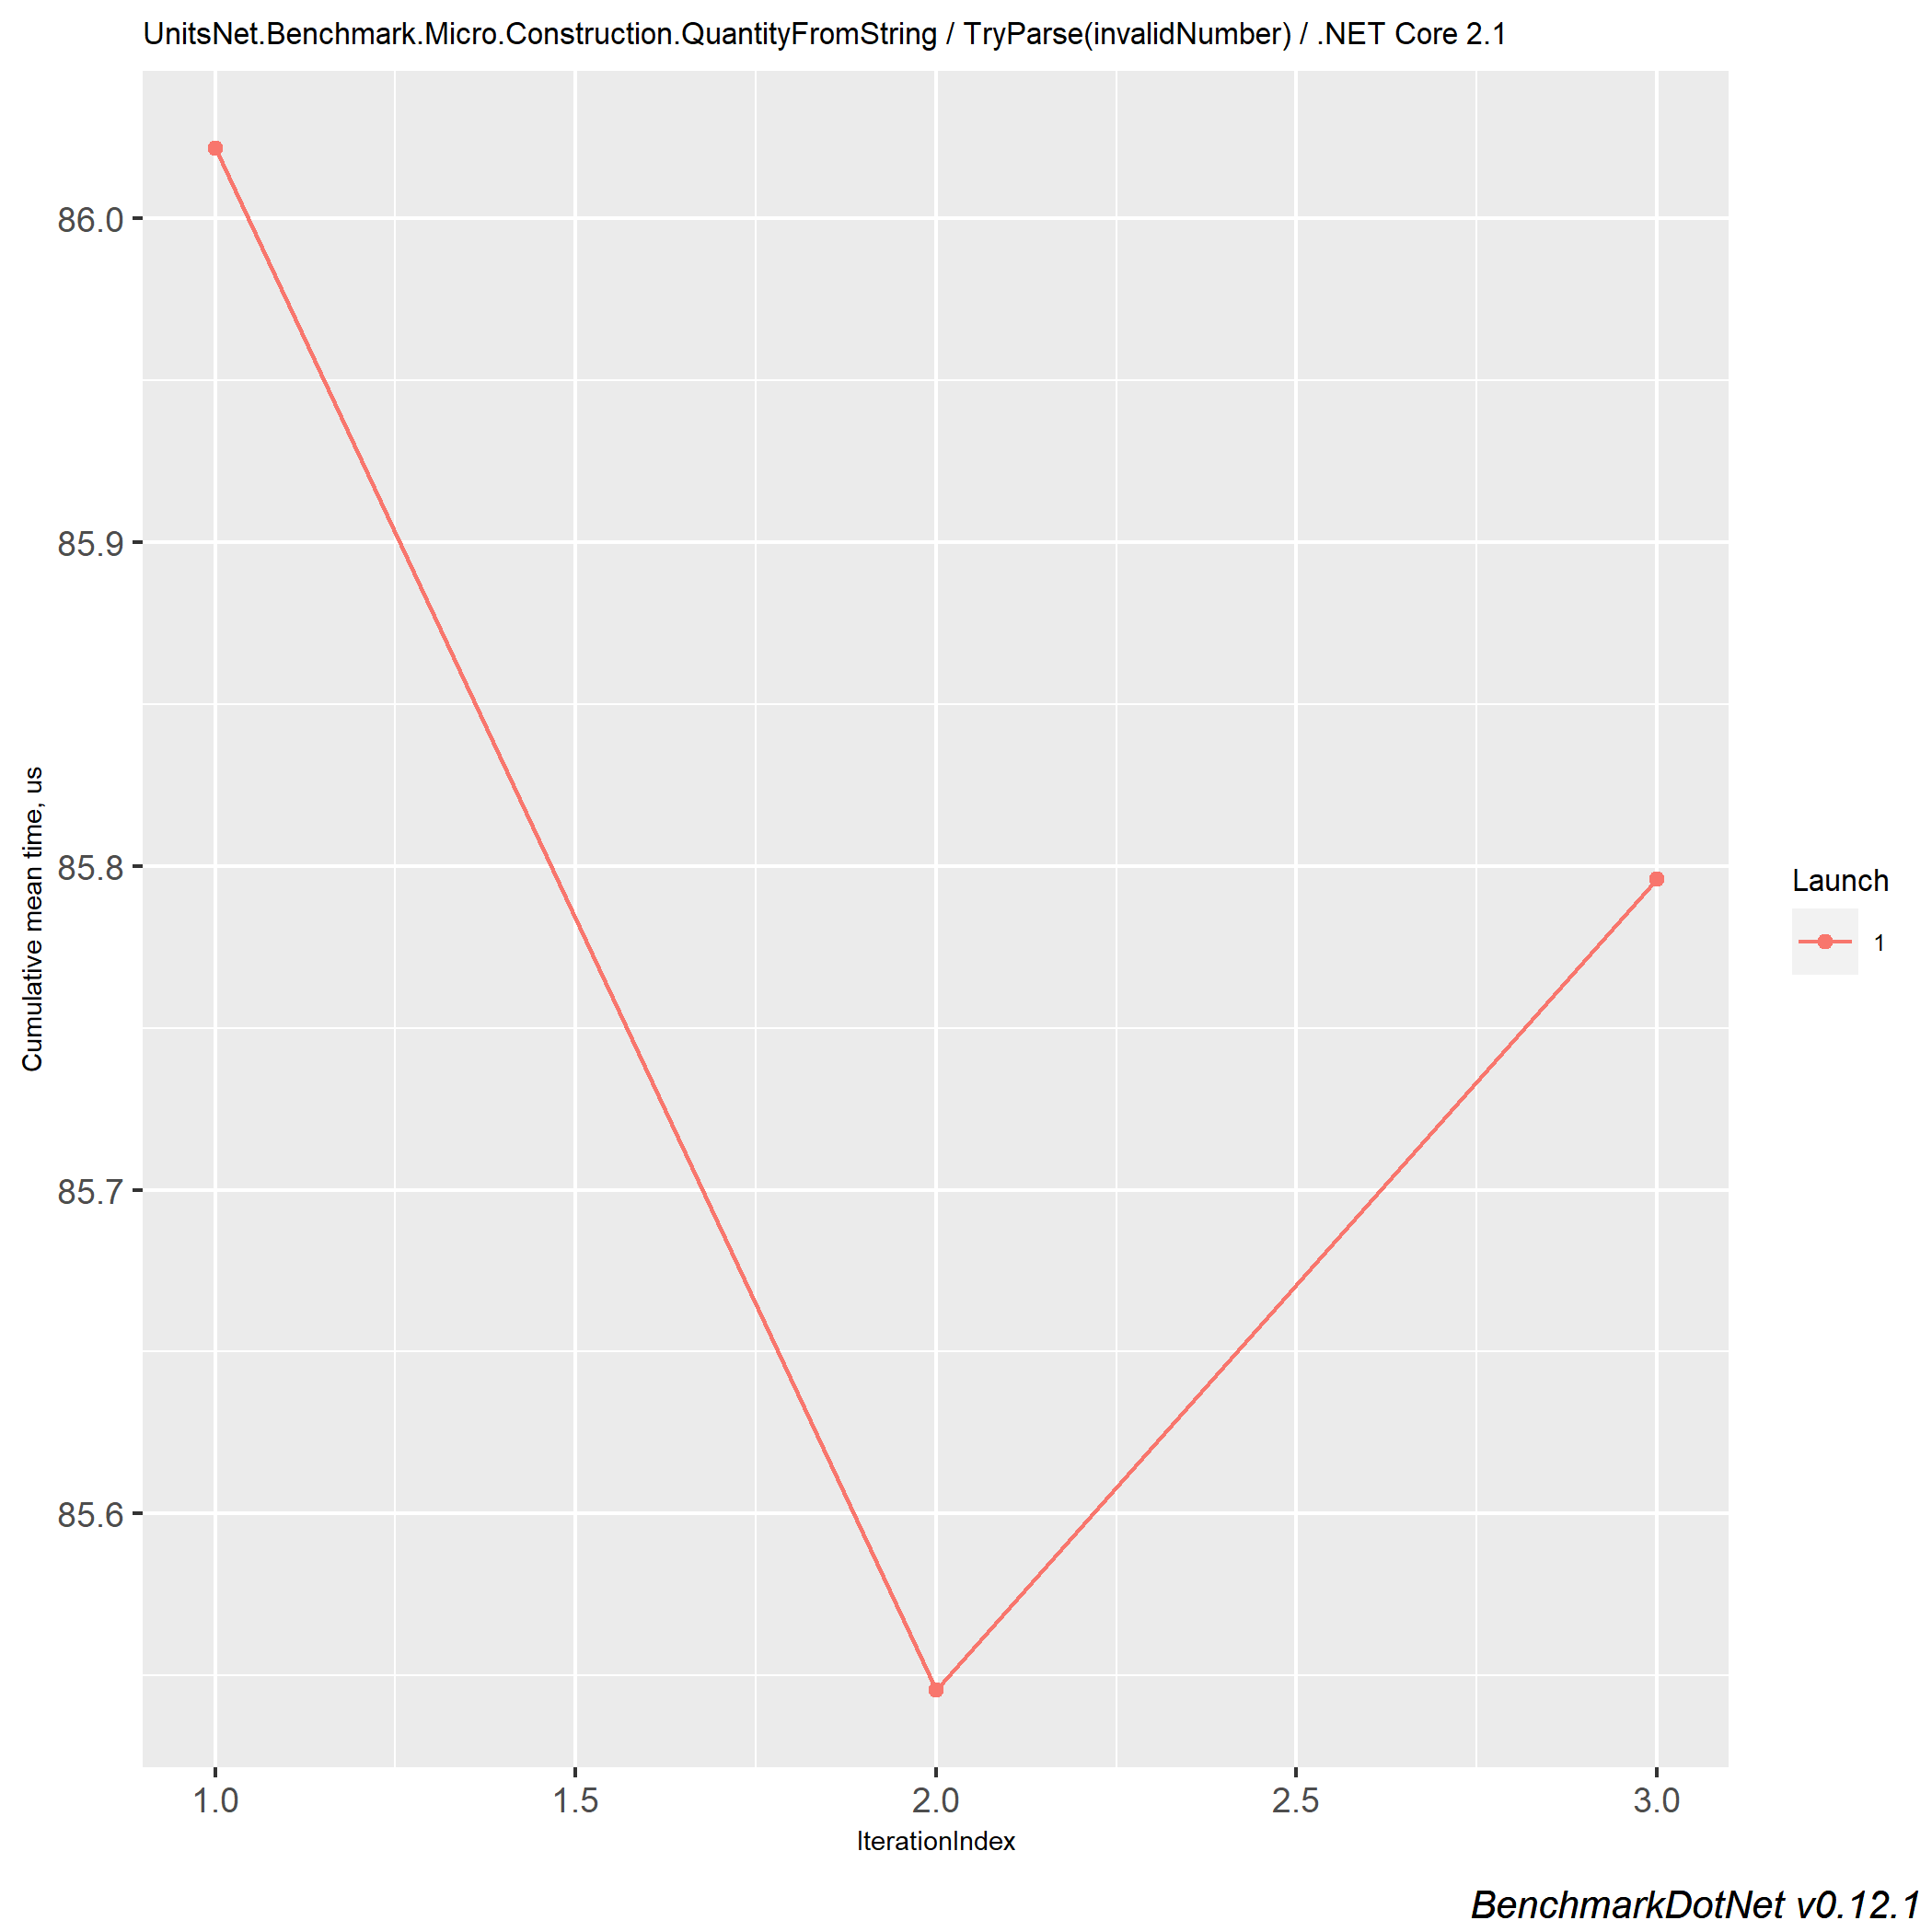 UnitsNet.Benchmark.Micro.Construction.QuantityFromString / TryParse(invalidNumber) / .NET Core 2.1
86.0
85.9
85.8
85.7
85.6
Cumulative mean time, us
1.0 1.5 2.0 2.5 3.0
IterationIndex
Launch
1
BenchmarkDotNet v0.12.1